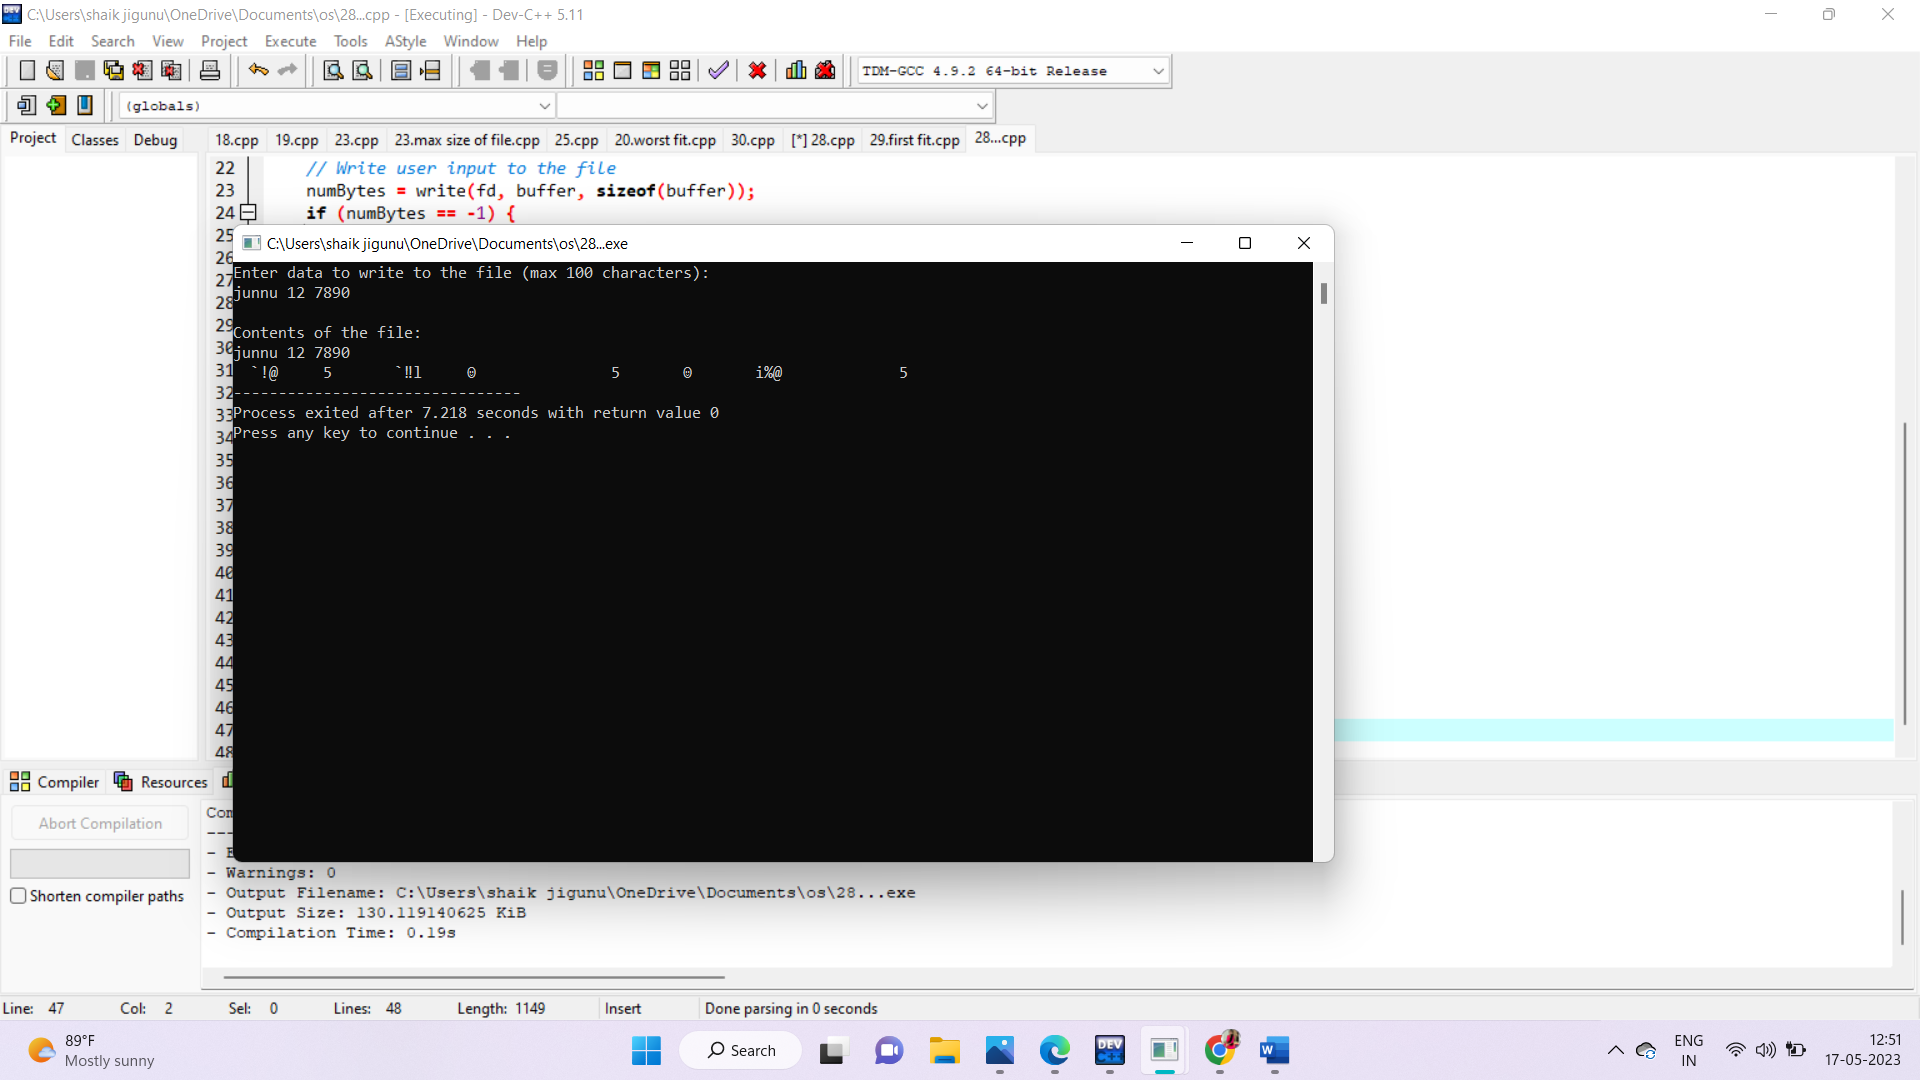 C:\Users\shaik jigunu\OneDrive\Documents\os\28...cpp - [Executing] - Dev-C++ 5.11
File Edit Search View Project Execute Tools AStyle Window Help
TDM-GCC 4.9.2 64-bit Release
(globals)
Project Classes Debug
18.cpp 19.cpp 23.cpp 23.max size of file.cpp 25.cpp 20.worst fit.cpp 30.cpp [*] 28.cpp 29.first fit.cpp 28...cpp
22 // Write user input to the file
23 numBytes = write(fd, buffer, sizeof(buffer));
24 if (numBytes == -1) {
25
26
27
28
29
30
31
32
33
34
35
36
37
38
39
40
41
42
43
44
45
46
47
48
C:\Users\shaik jigunu\OneDrive\Documents\os\28...exe
Enter data to write to the file (max 100 characters):
junnu 12 7890
Contents of the file:
junnu 12 7890
`!@ 5 `‼l 0 5 0 i%@ 5
--------------------------------
Process exited after 7.218 seconds with return value 0
Press any key to continue . . .
Compiler Resources
Abort Compilation
Shorten compiler paths
- Warnings: 0
- Output Filename: C:\Users\shaik jigunu\OneDrive\Documents\os\28...exe
- Output Size: 130.119140625 KiB
- Compilation Time: 0.19s
Line: 47 Col: 2 Sel: 0 Lines: 48 Length: 1149 Insert Done parsing in 0 seconds
89°F
Mostly sunny
Search
DEV
C++
W
ENG
IN
12:51
17-05-2023